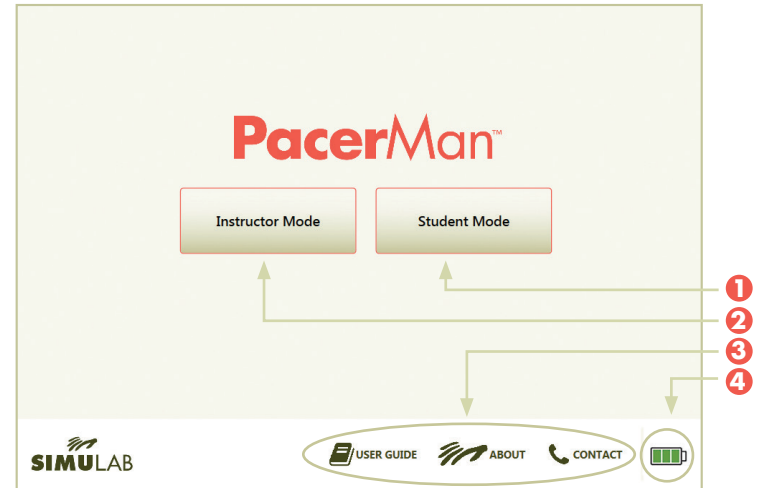 PacerMan™
Instructor Mode
Student Mode
1
2
3
4
SIMULAB
USER GUIDE
ABOUT
CONTACT